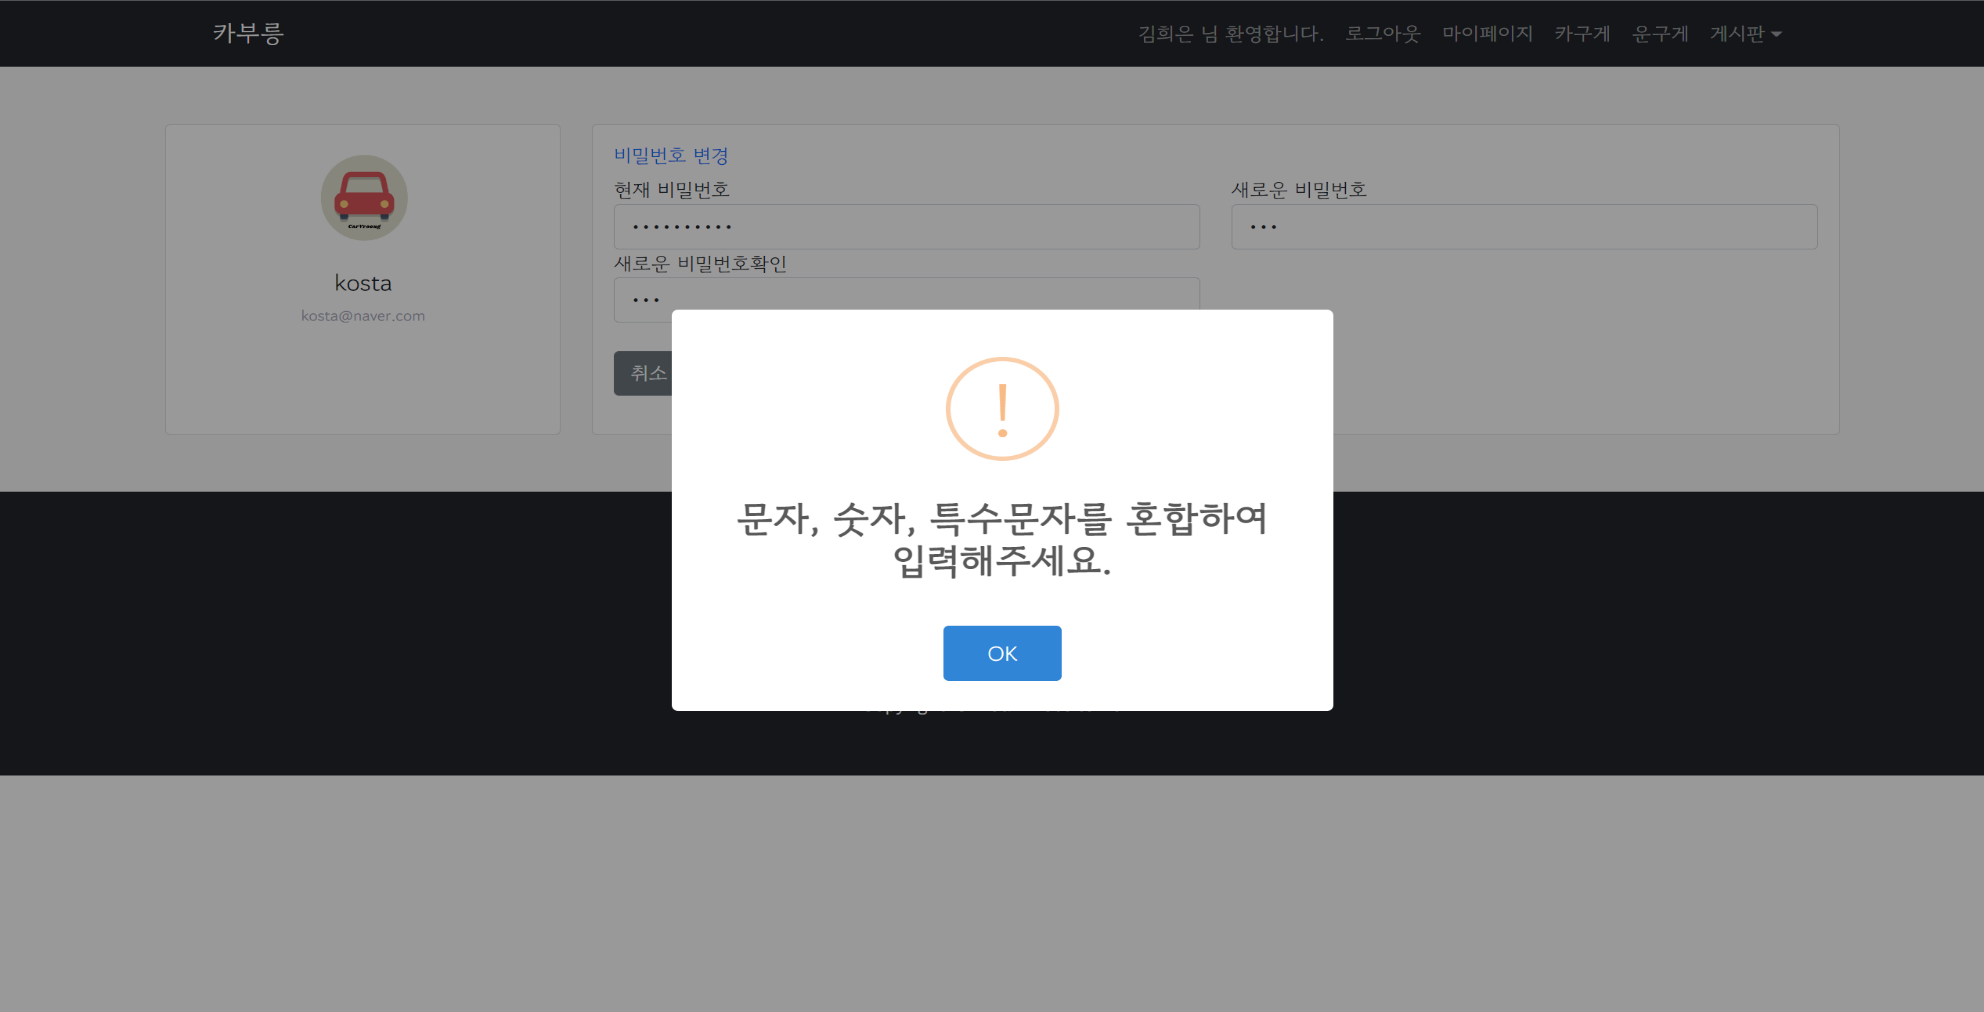 카부릉
김희은 님 환영합니다. 로그아웃 마이페이지 카구게 운구게 게시판
CarVroong
kosta
kosta@naver.com
비밀번호 변경
현재 비밀번호
새로운 비밀번호
새로운 비밀번호확인
취소
문자, 숫자, 특수문자를 혼합하여
입력해주세요.
OK